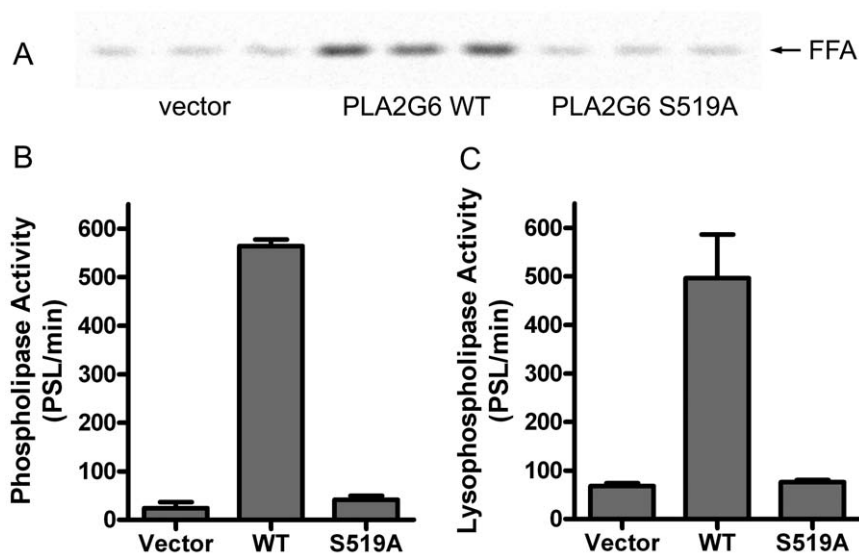 A
FFA
vector PLA2G6 WT PLA2G6 S519A
B
Phospholipase Activity
(PSL/min)
600
500
400
300
200
100
0
Vector WT S519A
C
Lysophospholipase Activity
(PSL/min)
600
500
400
300
200
100
0
Vector WT S519A